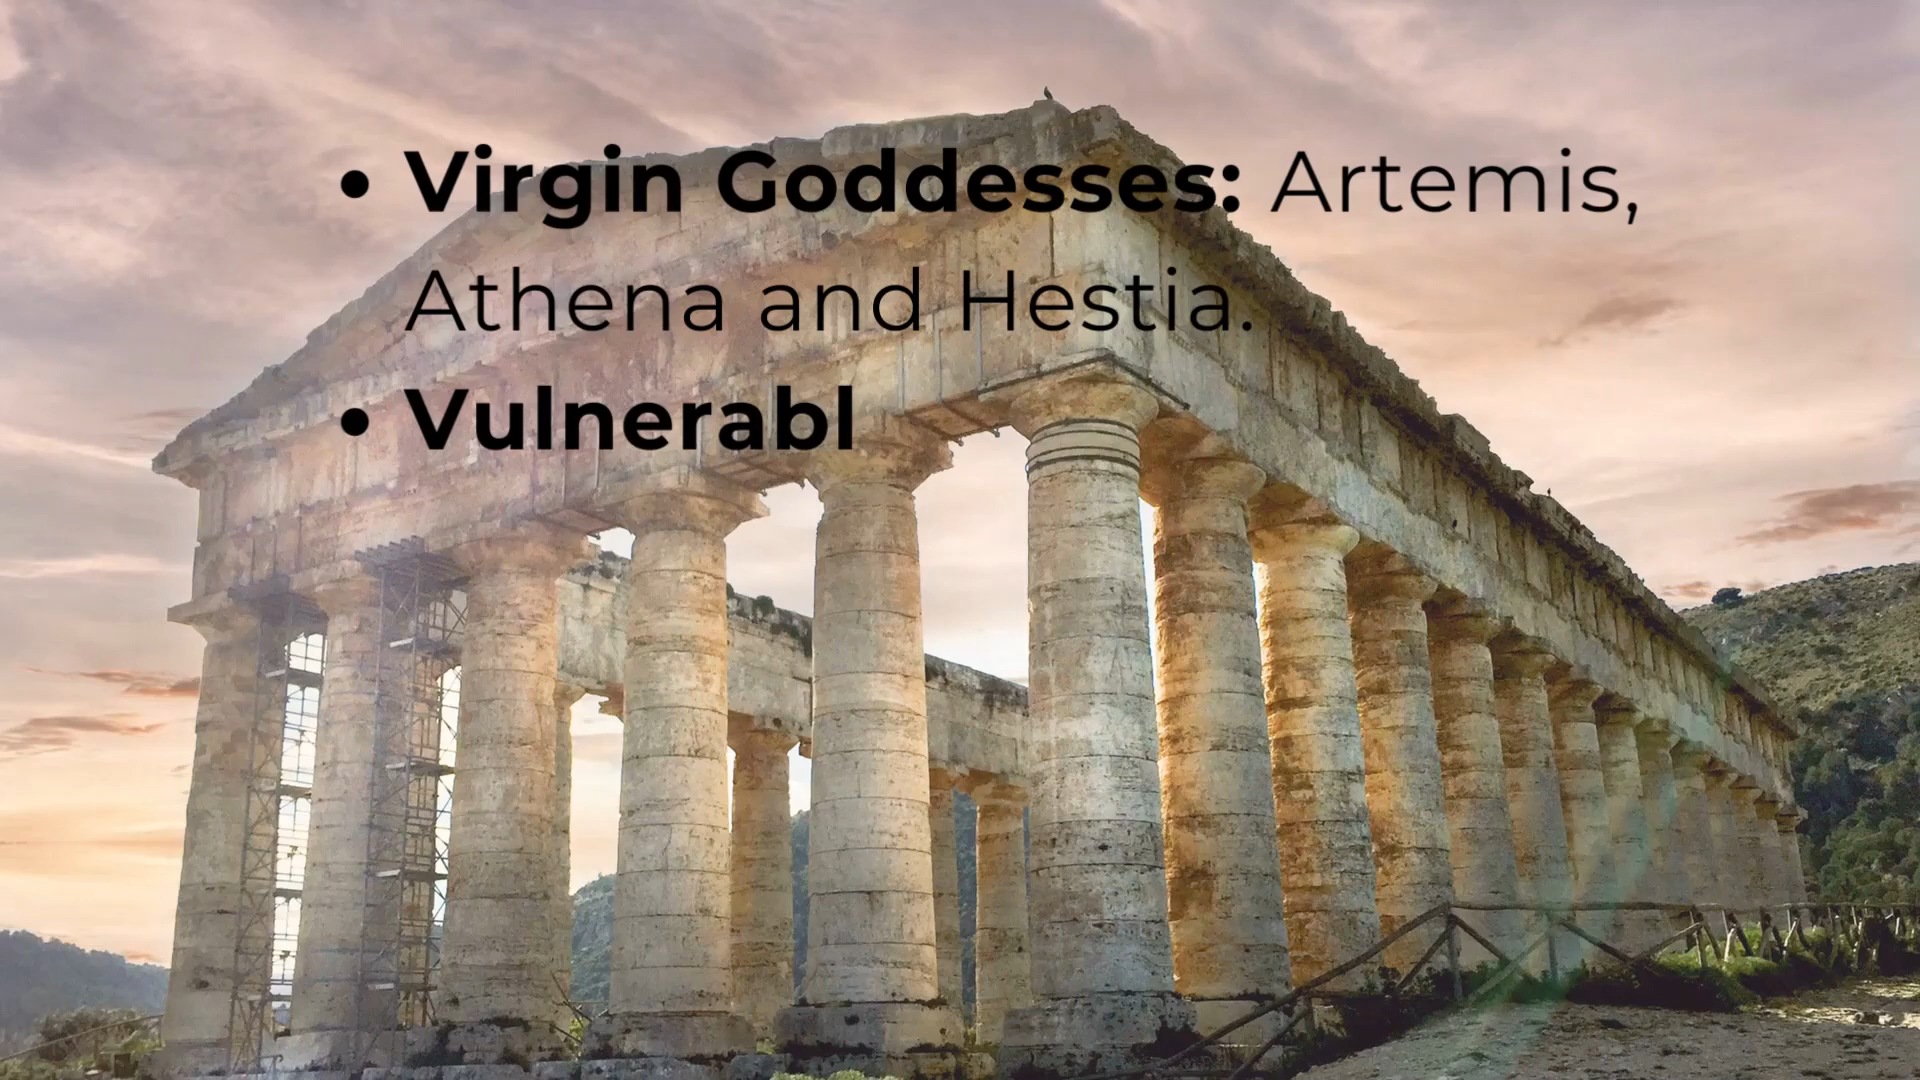 • Virgin Goddesses: Artemis,
Athena and Hestia.
• Vulnerabl